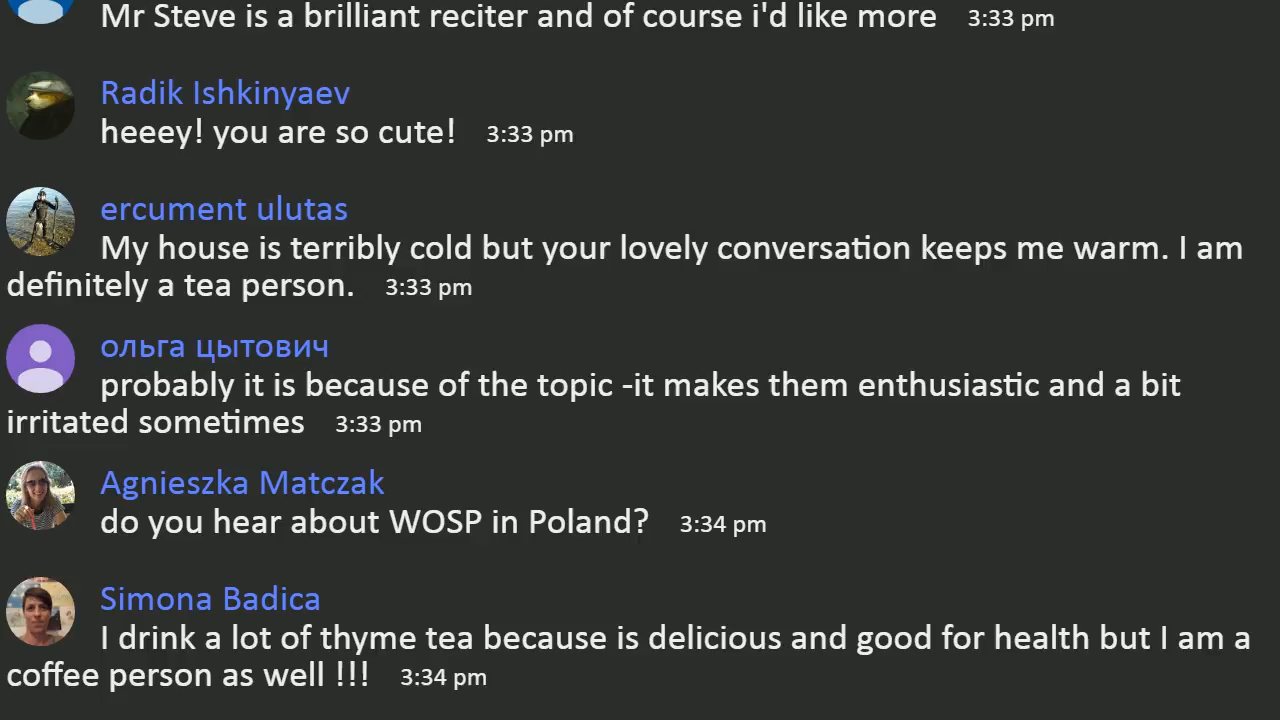 Mr Steve is a brilliant reciter and of course i'd like more 3:33 pm
Radik Ishkinyaev
heeey! you are so cute! 3:33 pm
ercument ulutas
My house is terribly cold but your lovely conversation keeps me warm. I am
definitely a tea person. 3:33 pm
ольга цытович
probably it is because of the topic -it makes them enthusiastic and a bit
irritated sometimes 3:33 pm
Agnieszka Matczak
do you hear about WOSP in Poland? 3:34 pm
Simona Badica
I drink a lot of thyme tea because is delicious and good for health but I am a
coffee person as well !!! 3:34 pm